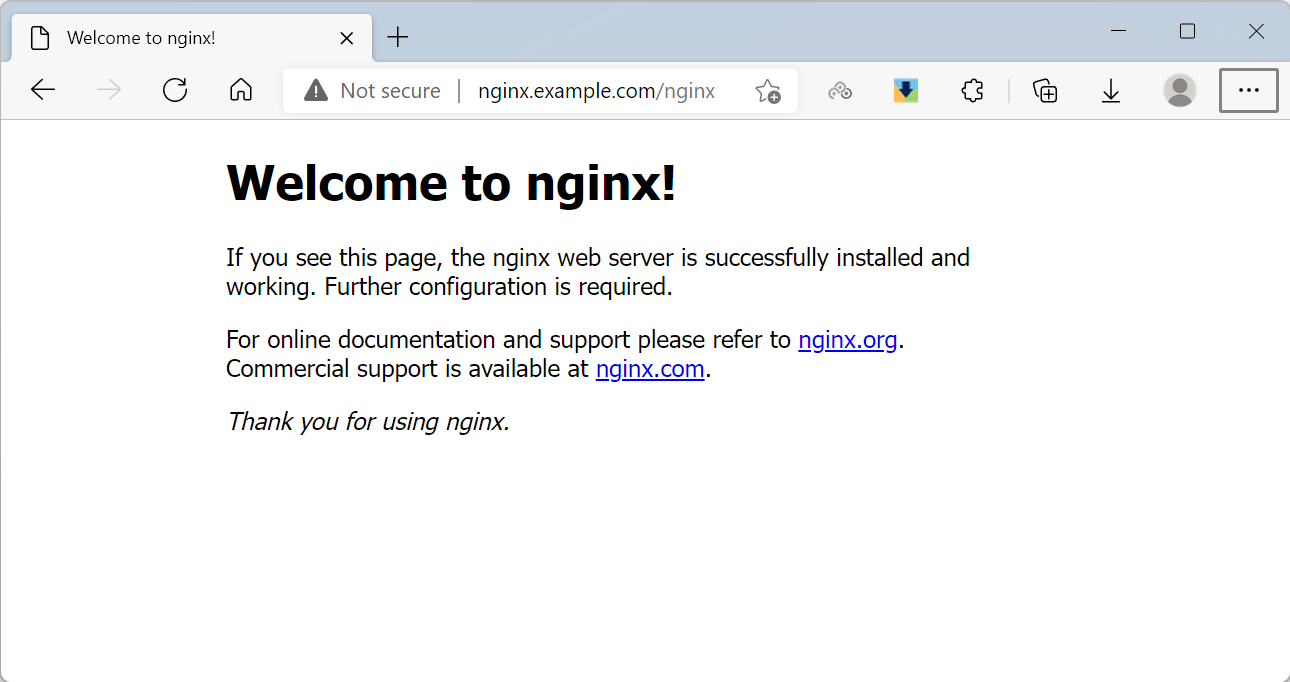 Welcome to nginx!
Not secure | nginx.example.com/nginx
Welcome to nginx!
If you see this page, the nginx web server is successfully installed and
working. Further configuration is required.
For online documentation and support please refer to nginx.org.
Commercial support is available at nginx.com.
Thank you for using nginx.